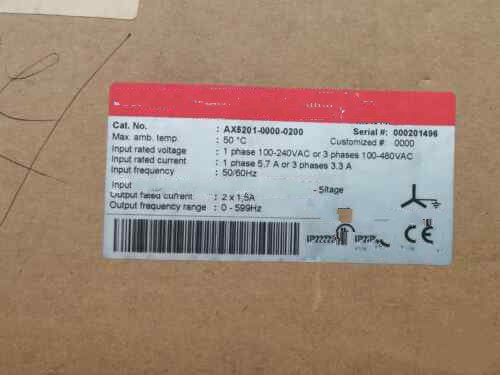 Cat. No. : AX5201-0000-0200 Serial #: 000201496
Max. amb. temp. : 50 °C Customized #: 0000
Input rated voltage : 1 phase 100-240VAC or 3 phases 100-480VAC
Input rated current : 1 phase 5.7 A or 3 phases 3.3 A
Input frequency : 50/60Hz
Input
Output rated current : 2 x 1,5A
Output frequency range : 0 - 599Hz
CE